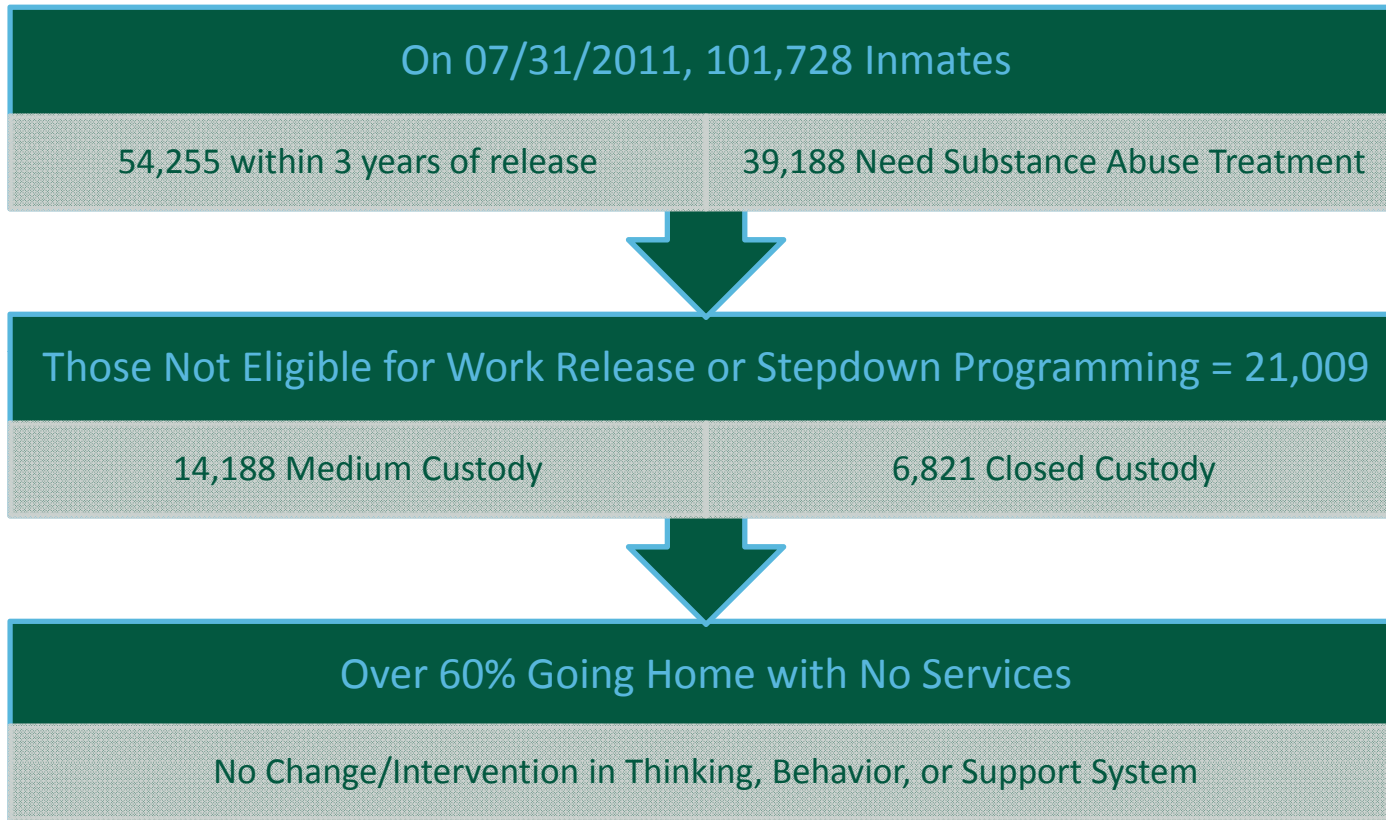 On 07/31/2011, 101,728 Inmates
54,255 within 3 years of release
39,188 Need Substance Abuse Treatment
Those Not Eligible for Work Release or Stepdown Programming = 21,009
14,188 Medium Custody
6,821 Closed Custody
Over 60% Going Home with No Services
No Change/Intervention in Thinking, Behavior, or Support System